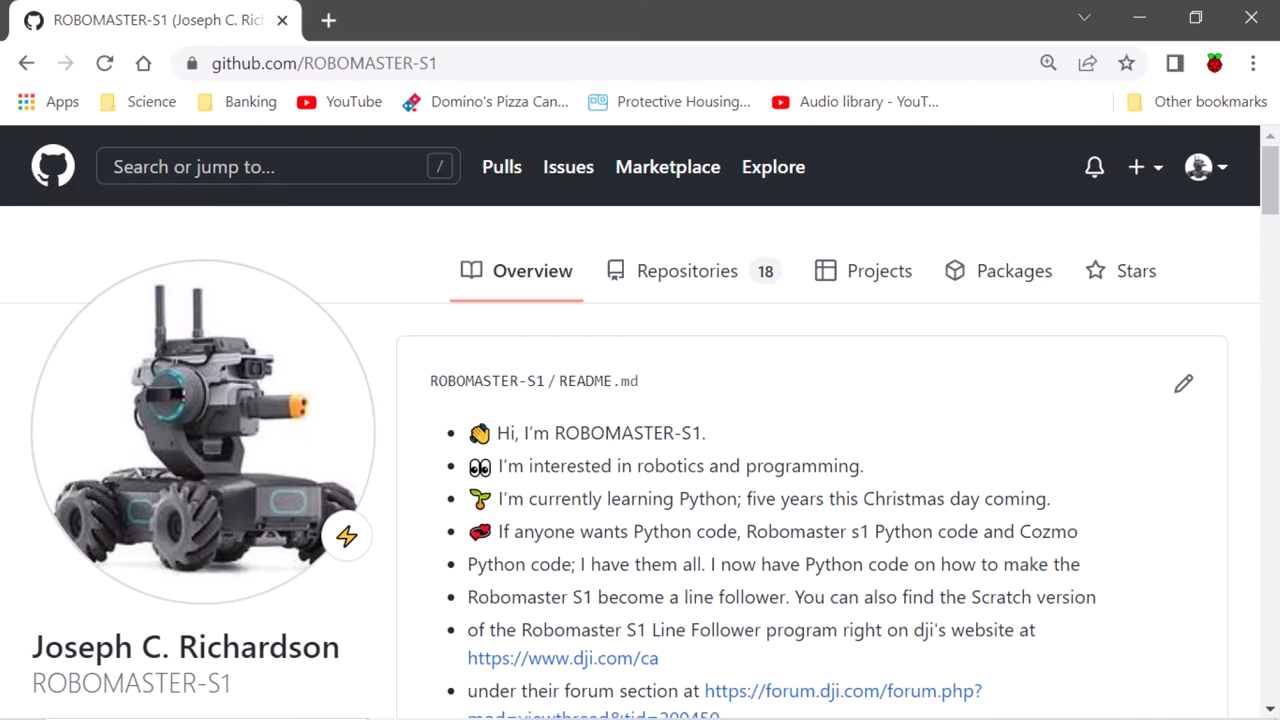 ROBOMASTER-S1 (Joseph C. Ric
github.com/ROBOMASTER-S1
Apps Science Banking YouTube Domino's Pizza Can... Protective Housing... Audio library - YouT... Other bookmarks
Search or jump to... / Pulls Issues Marketplace Explore
Overview Repositories 18 Projects Packages Stars
ROBOMASTER-S1 / README.md
• 👋 Hi, I'm ROBOMASTER-S1.
• 👀 I'm interested in robotics and programming.
• 🌱 I'm currently learning Python; five years this Christmas day coming.
• 💞 If anyone wants Python code, Robomaster s1 Python code and Cozmo
• Python code; I have them all. I now have Python code on how to make the
• Robomaster S1 become a line follower. You can also find the Scratch version
• of the Robomaster S1 Line Follower program right on dji's website at
https://www.dji.com/ca
• under their forum section at https://forum.dji.com/forum.php?
mod=viewthread&tid=200450
Joseph C. Richardson
ROBOMASTER-S1